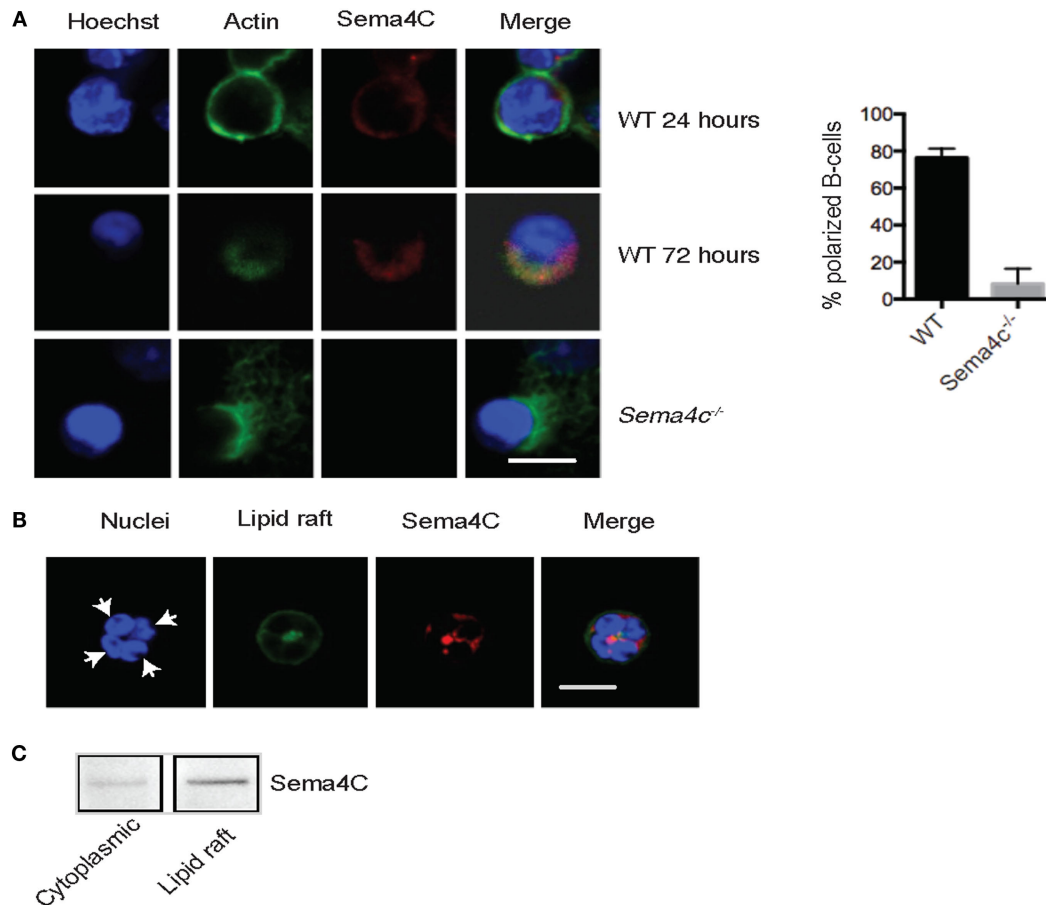 A
Hoechst Actin Sema4C Merge
WT 24 hours
WT 72 hours
Sema4c-/-
% polarized B-cells
100
80
60
40
20
0
WT
Sema4c-/-
B
Nuclei Lipid raft Sema4C Merge
C
Sema4C
Cytoplasmic
Lipid raft